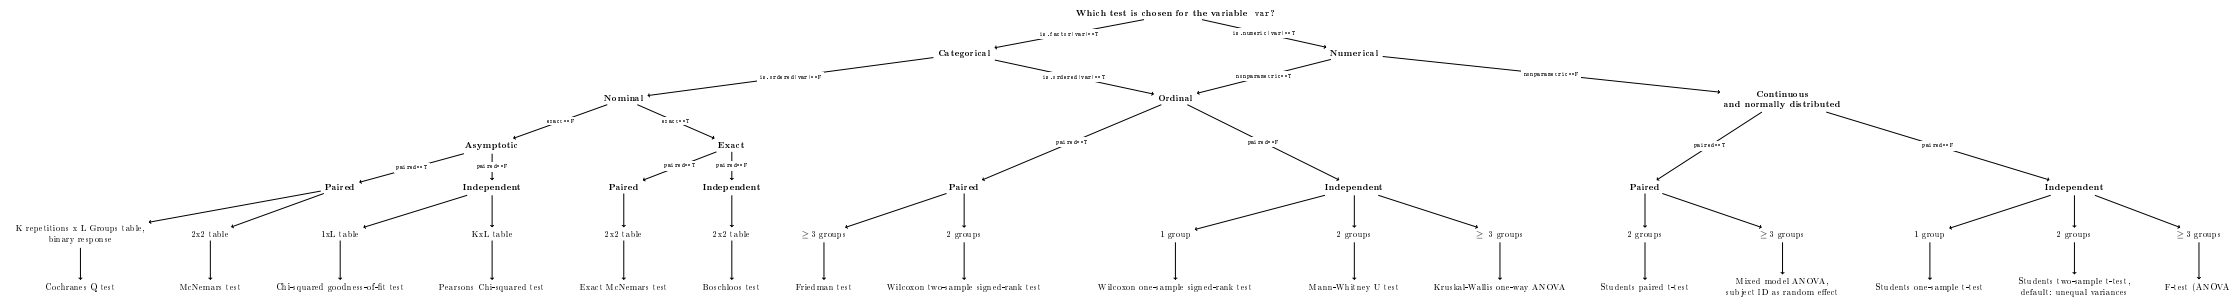 Which test is chosen for the variable var?
is.factor(var)==T
is.numeric(var)==T
Categorical
Numerical
is.ordered(var)==F
is.ordered(var)==T
nonparametric==T
nonparametric==F
Nominal
Ordinal
Continuous
and normally distributed
exact==F
exact==T
Asymptotic
Exact
paired==T
paired==F
paired==T
paired==F
paired==T
paired==F
paired==T
paired==F
Paired
Independent
Paired
Independent
Paired
Independent
Paired
Independent
K repetitions x L Groups table,
binary response
2x2 table
1xL table
KxL table
2x2 table
2x2 table
≥ 3 groups
2 groups
1 group
2 groups
≥ 3 groups
2 groups
≥ 3 groups
1 group
2 groups
≥ 3 groups
Cochranes Q test
McNemars test
Chi-squared goodness-of-fit test
Pearsons Chi-squared test
Exact McNemars test
Boschloos test
Friedman test
Wilcoxon two-sample signed-rank test
Wilcoxon one-sample signed-rank test
Mann-Whitney U test
Kruskal-Wallis one-way ANOVA
Students paired t-test
Mixed model ANOVA,
subject ID as random effect
Students one-sample t-test
Students two-sample t-test,
default: unequal variances
F-test (ANOVA